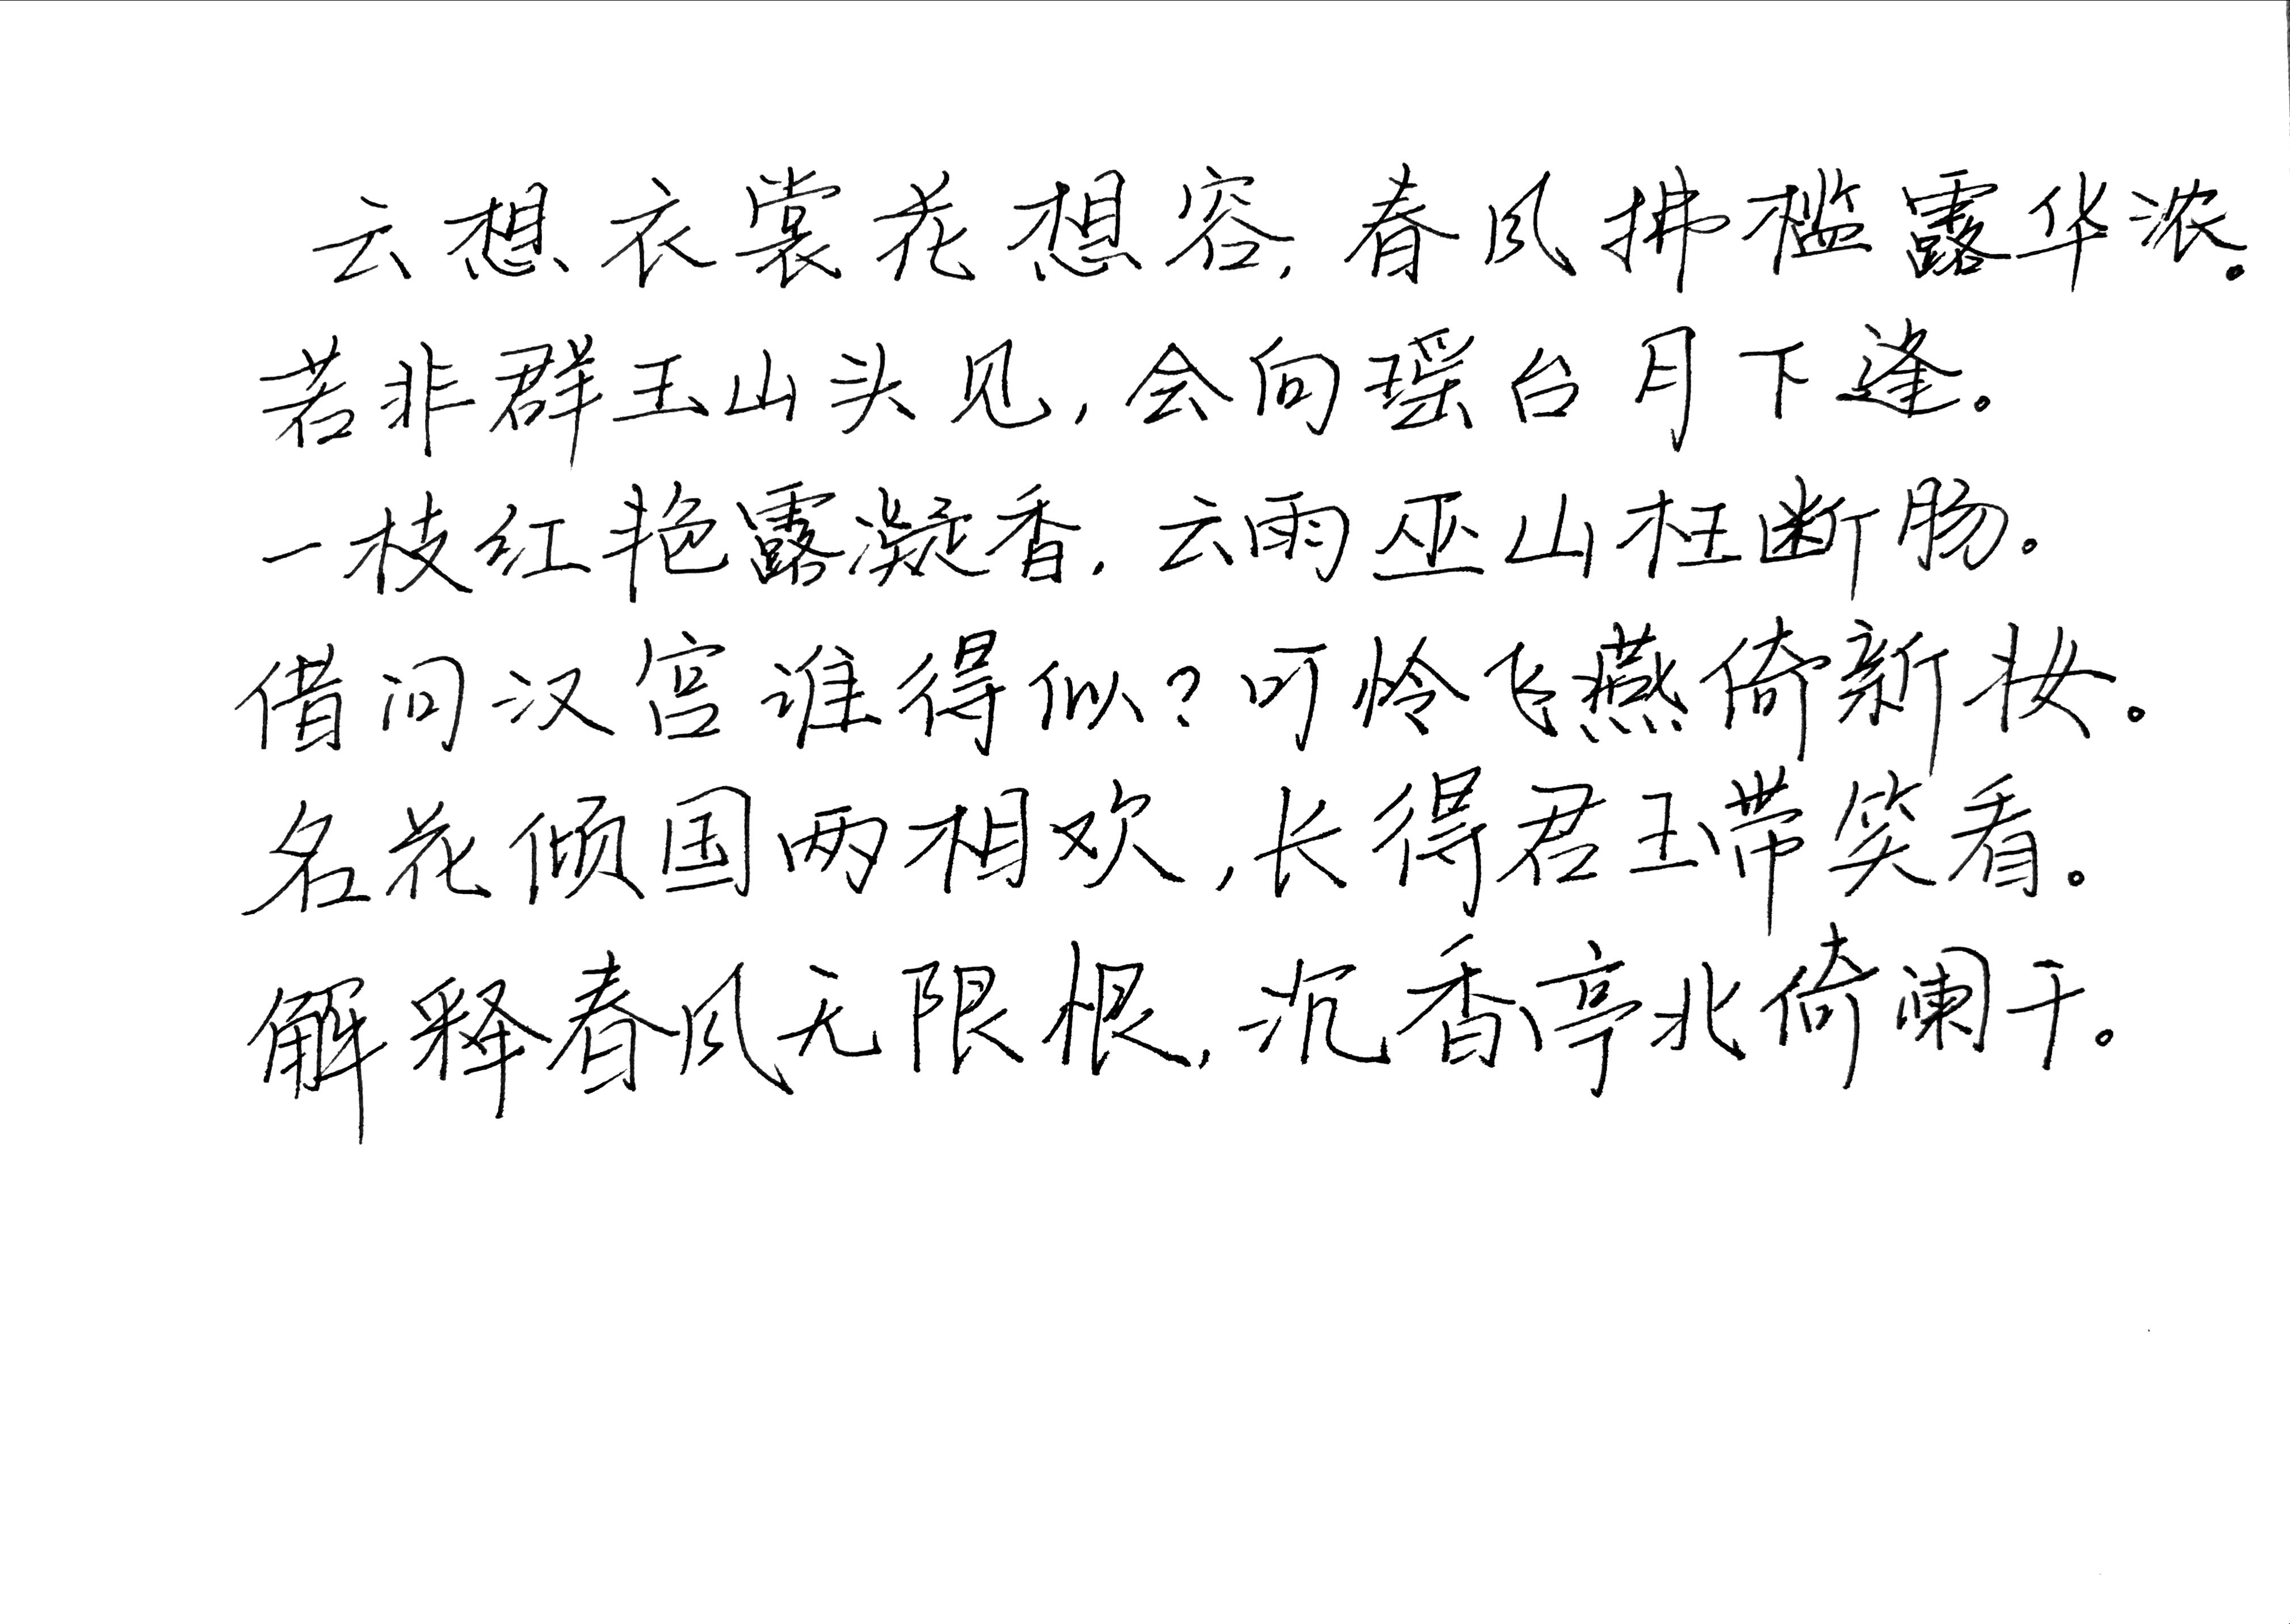 云想衣裳花想容，春风拂槛露华浓。
若非群玉山头见，会向瑶台月下逢。
一枝红艳露凝香，云雨巫山枉断肠。
借问汉宫谁得似？可怜飞燕倚新妆。
名花倾国两相欢，长得君王带笑看。
解释春风无限恨，沉香亭北倚阑干。